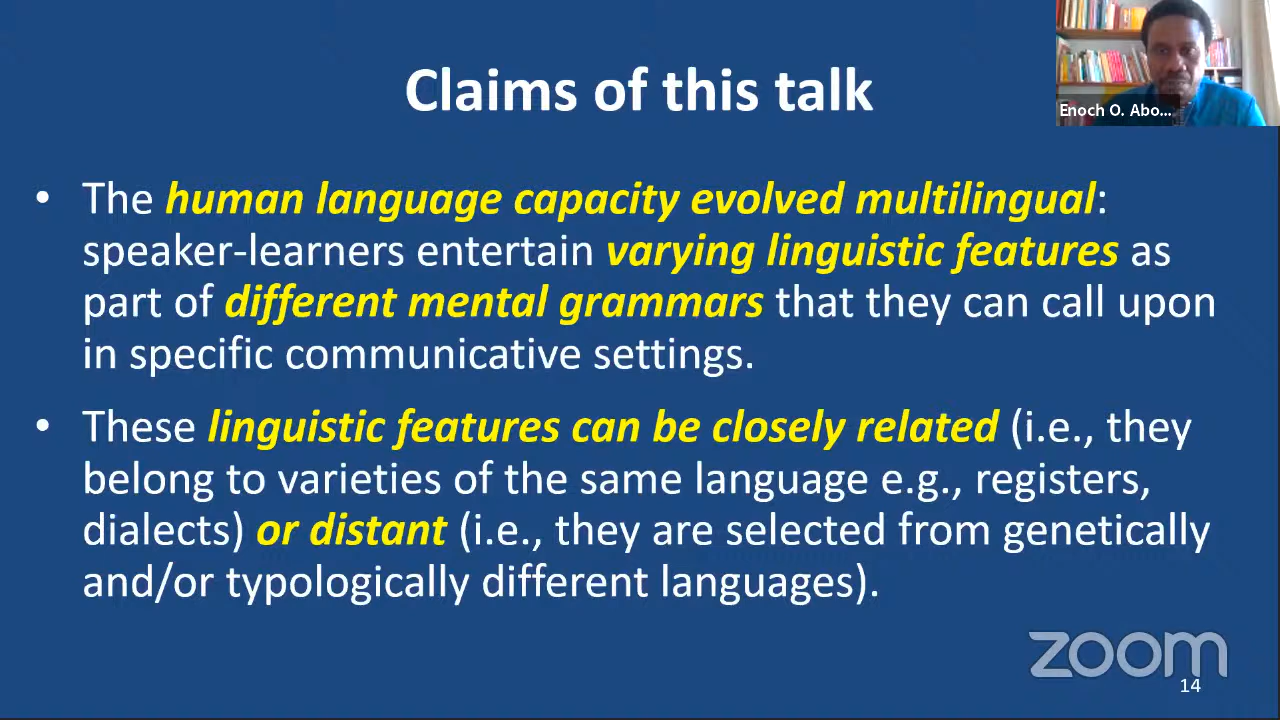 Claims of this talk
Enoch O. Abo...
• The human language capacity evolved multilingual:
speaker-learners entertain varying linguistic features as
part of different mental grammars that they can call upon
in specific communicative settings.
• These linguistic features can be closely related (i.e., they
belong to varieties of the same language e.g., registers,
dialects) or distant (i.e., they are selected from genetically
and/or typologically different languages).
zoom
14